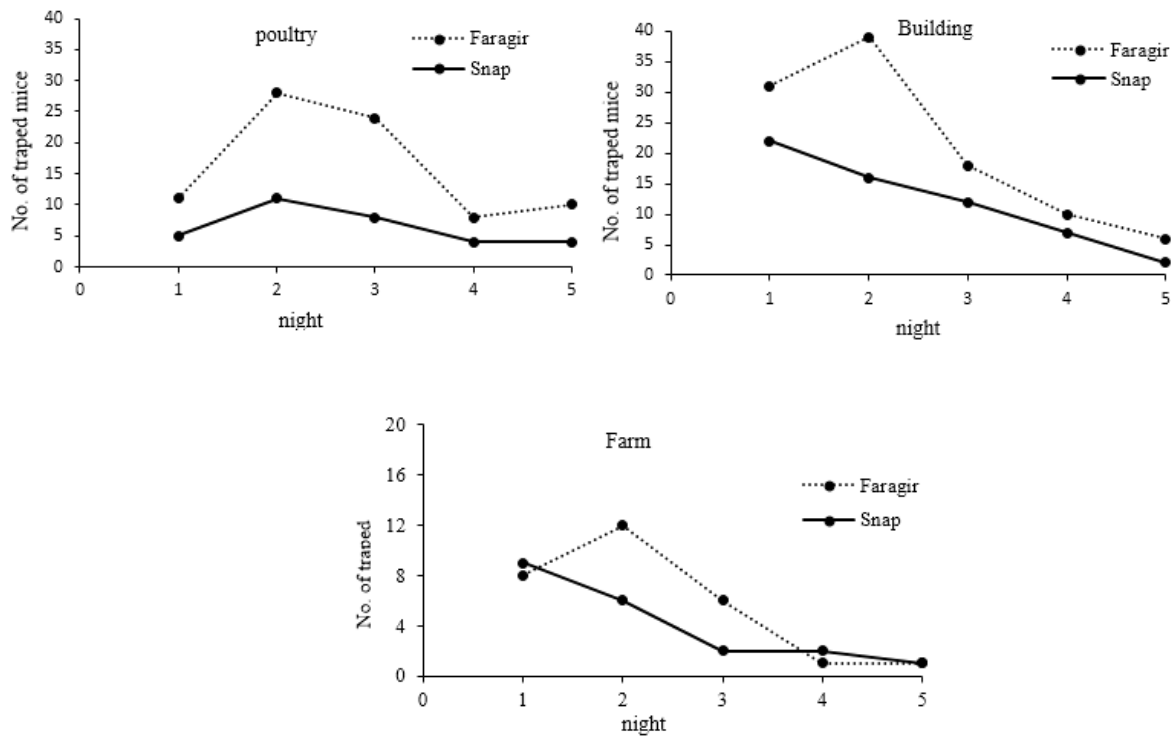 poultry
Faragir
Snap
No. of traped mice
40
35
30
25
20
15
10
5
0
0 1 2 3 4 5
night
Building
Faragir
Snap
No. of traped mice
40
35
30
25
20
15
10
5
0
0 1 2 3 4 5
night
Farm
Faragir
Snap
No. of traped
20
16
12
8
4
0
0 1 2 3 4 5
night